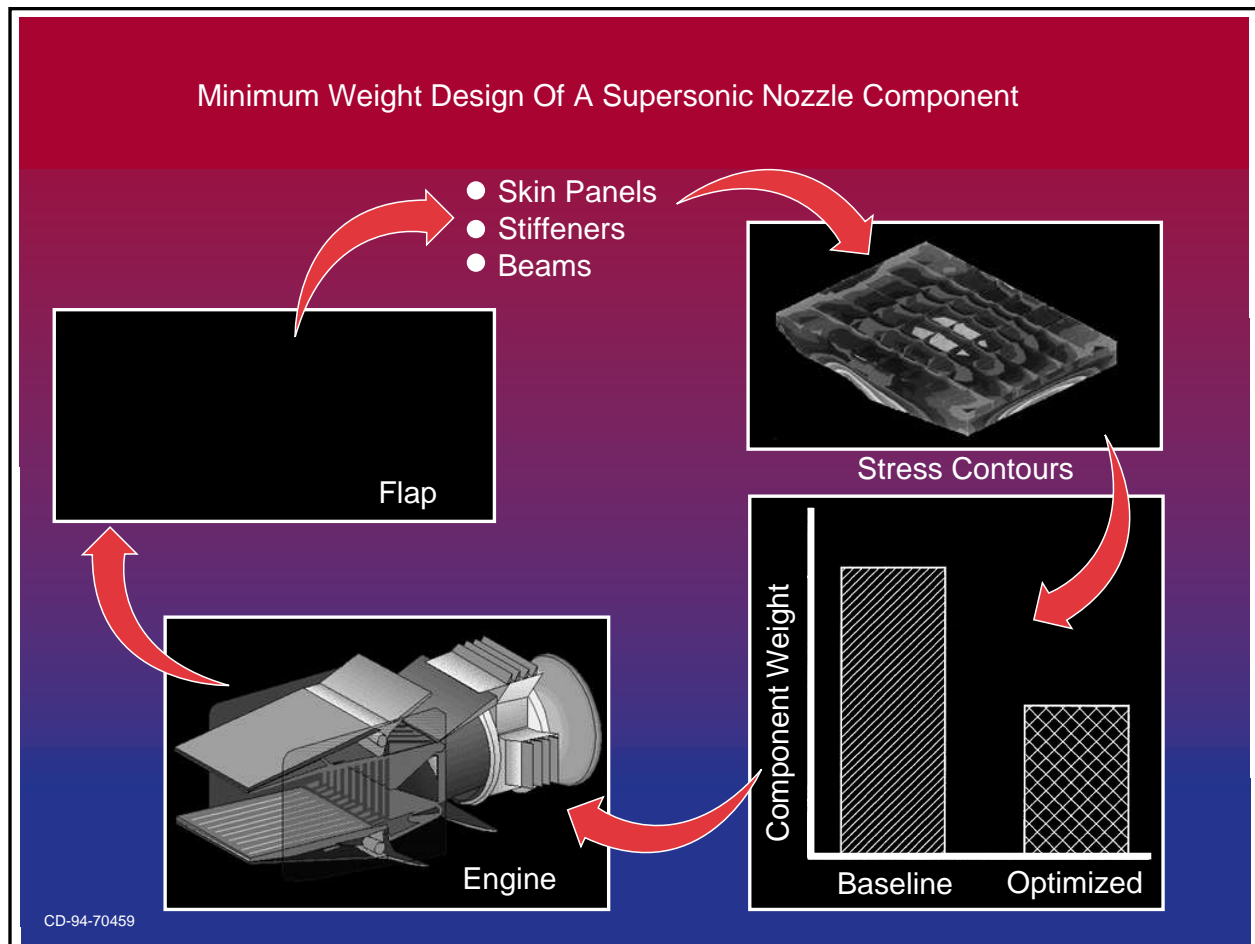 Minimum Weight Design Of A Supersonic Nozzle Component
Skin Panels
Stiffeners
Beams
Flap
Stress Contours
Component Weight
Baseline
Optimized
Engine
CD-94-70459